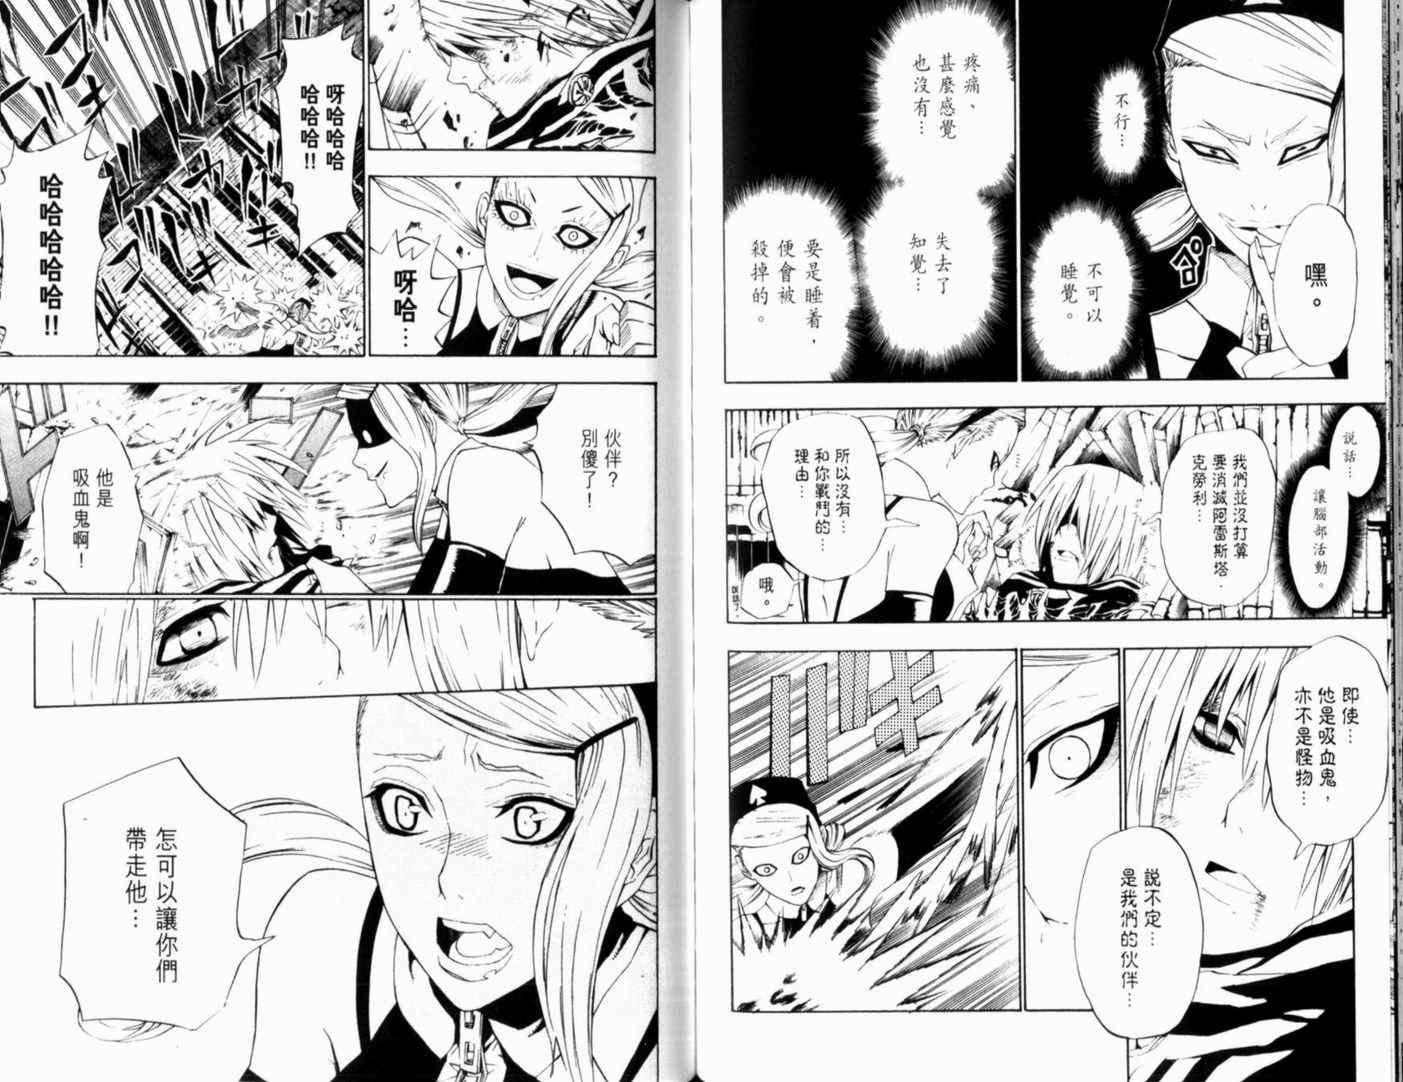 嘿。
不行…
不可以
睡覺。
疼痛、
甚麼感覺
也沒有…
失去了
知覺…
要是睡着，
便會被
殺掉的。
說話…
讓腦部活動。
我們並沒打算
要消滅阿雷斯塔·
克勞利…
所以沒有…
和你戰鬥的…
理由…
哦。
即使…
他是吸血鬼，
亦不是怪物…
說不定…
是我們的伙伴…
バキ
呀哈…
呀哈哈哈
哈哈哈!!
哈哈哈哈哈哈!!
伙伴？
別傻了！
他是
吸血鬼啊！
怎可以讓你們
帶走他…